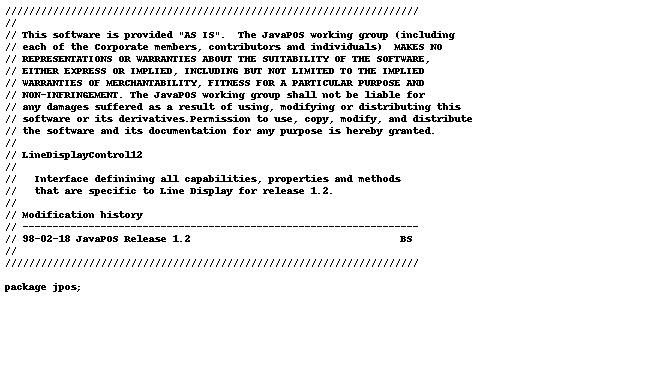 //////////////////////////////////////////////////////////////////////
//
// This software is provided "AS IS".  The JavaPOS working group (including
// each of the Corporate members, contributors and individuals)  MAKES NO
// REPRESENTATIONS OR WARRANTIES ABOUT THE SUITABILITY OF THE SOFTWARE,
// EITHER EXPRESS OR IMPLIED, INCLUDING BUT NOT LIMITED TO THE IMPLIED
// WARRANTIES OF MERCHANTABILITY, FITNESS FOR A PARTICULAR PURPOSE AND
// NON-INFRINGEMENT. The JavaPOS working group shall not be liable for
// any damages suffered as a result of using, modifying or distributing this
// software or its derivatives.Permission to use, copy, modify, and distribute
// the software and its documentation for any purpose is hereby granted.
//
// LineDisplayControl12
//
//   Interface definining all capabilities, properties and methods
//   that are specific to Line Display for release 1.2.
//
// Modification history
// ------------------------------------------------------------------
// 98-02-18 JavaPOS Release 1.2                                   BS
//
//////////////////////////////////////////////////////////////////////

package jpos;